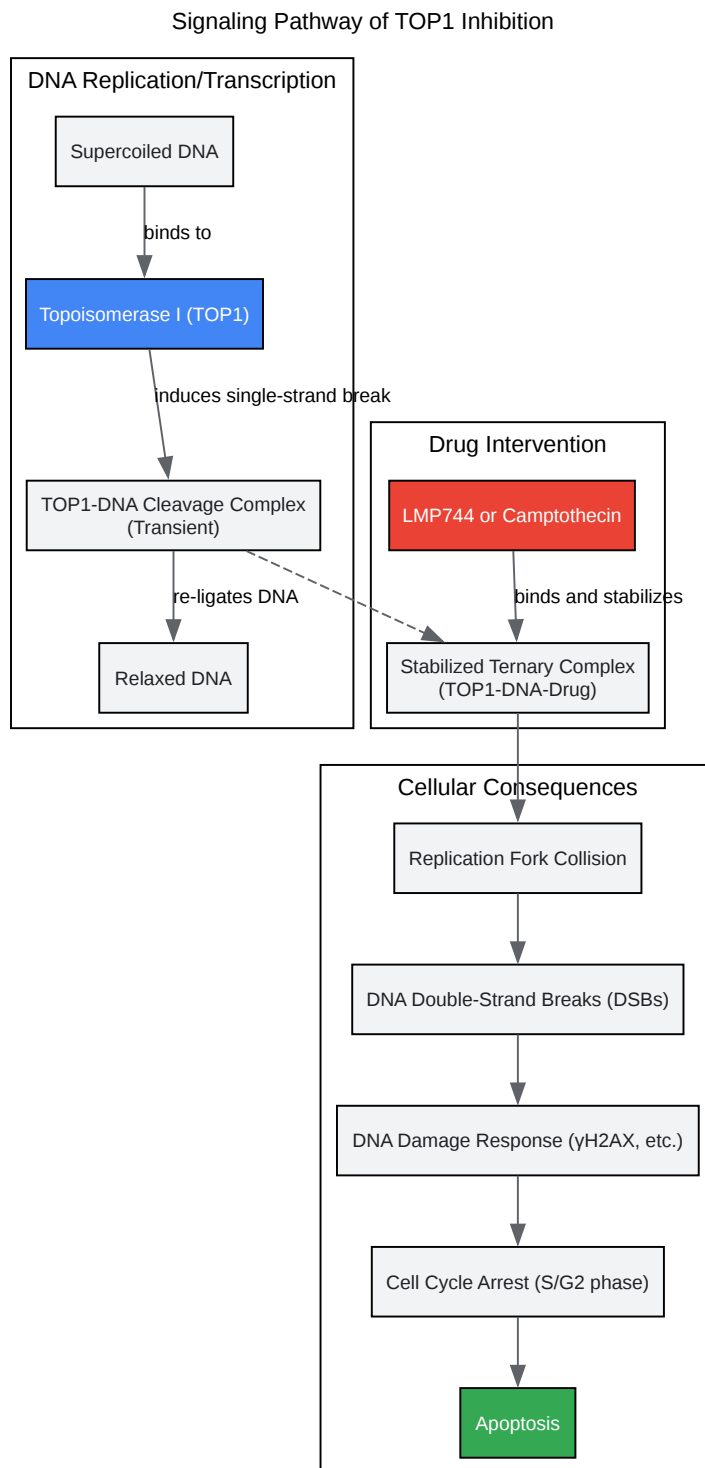 Signaling Pathway of TOP1 Inhibition
DNA Replication/Transcription
Supercoiled DNA
binds to
Topoisomerase I (TOP1)
induces single-strand break
TOP1-DNA Cleavage Complex
(Transient)
re-ligates DNA
Relaxed DNA
Drug Intervention
LMP744 or Camptothecin
binds and stabilizes
Stabilized Ternary Complex
(TOP1-DNA-Drug)
Cellular Consequences
Replication Fork Collision
DNA Double-Strand Breaks (DSBs)
DNA Damage Response (γH2AX, etc.)
Cell Cycle Arrest (S/G2 phase)
Apoptosis